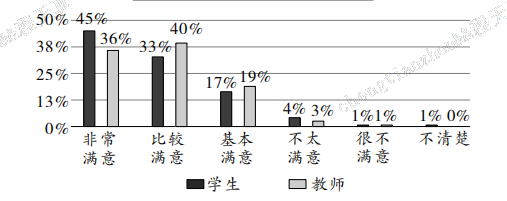 50%
45%
36%
33%
40%
38%
25%
17%
19%
13%
4%
3%
1%
1%
1%
0%
0%
非常
满意
比较
满意
基本
满意
不太
满意
很不
满意
不清楚
学生
教师